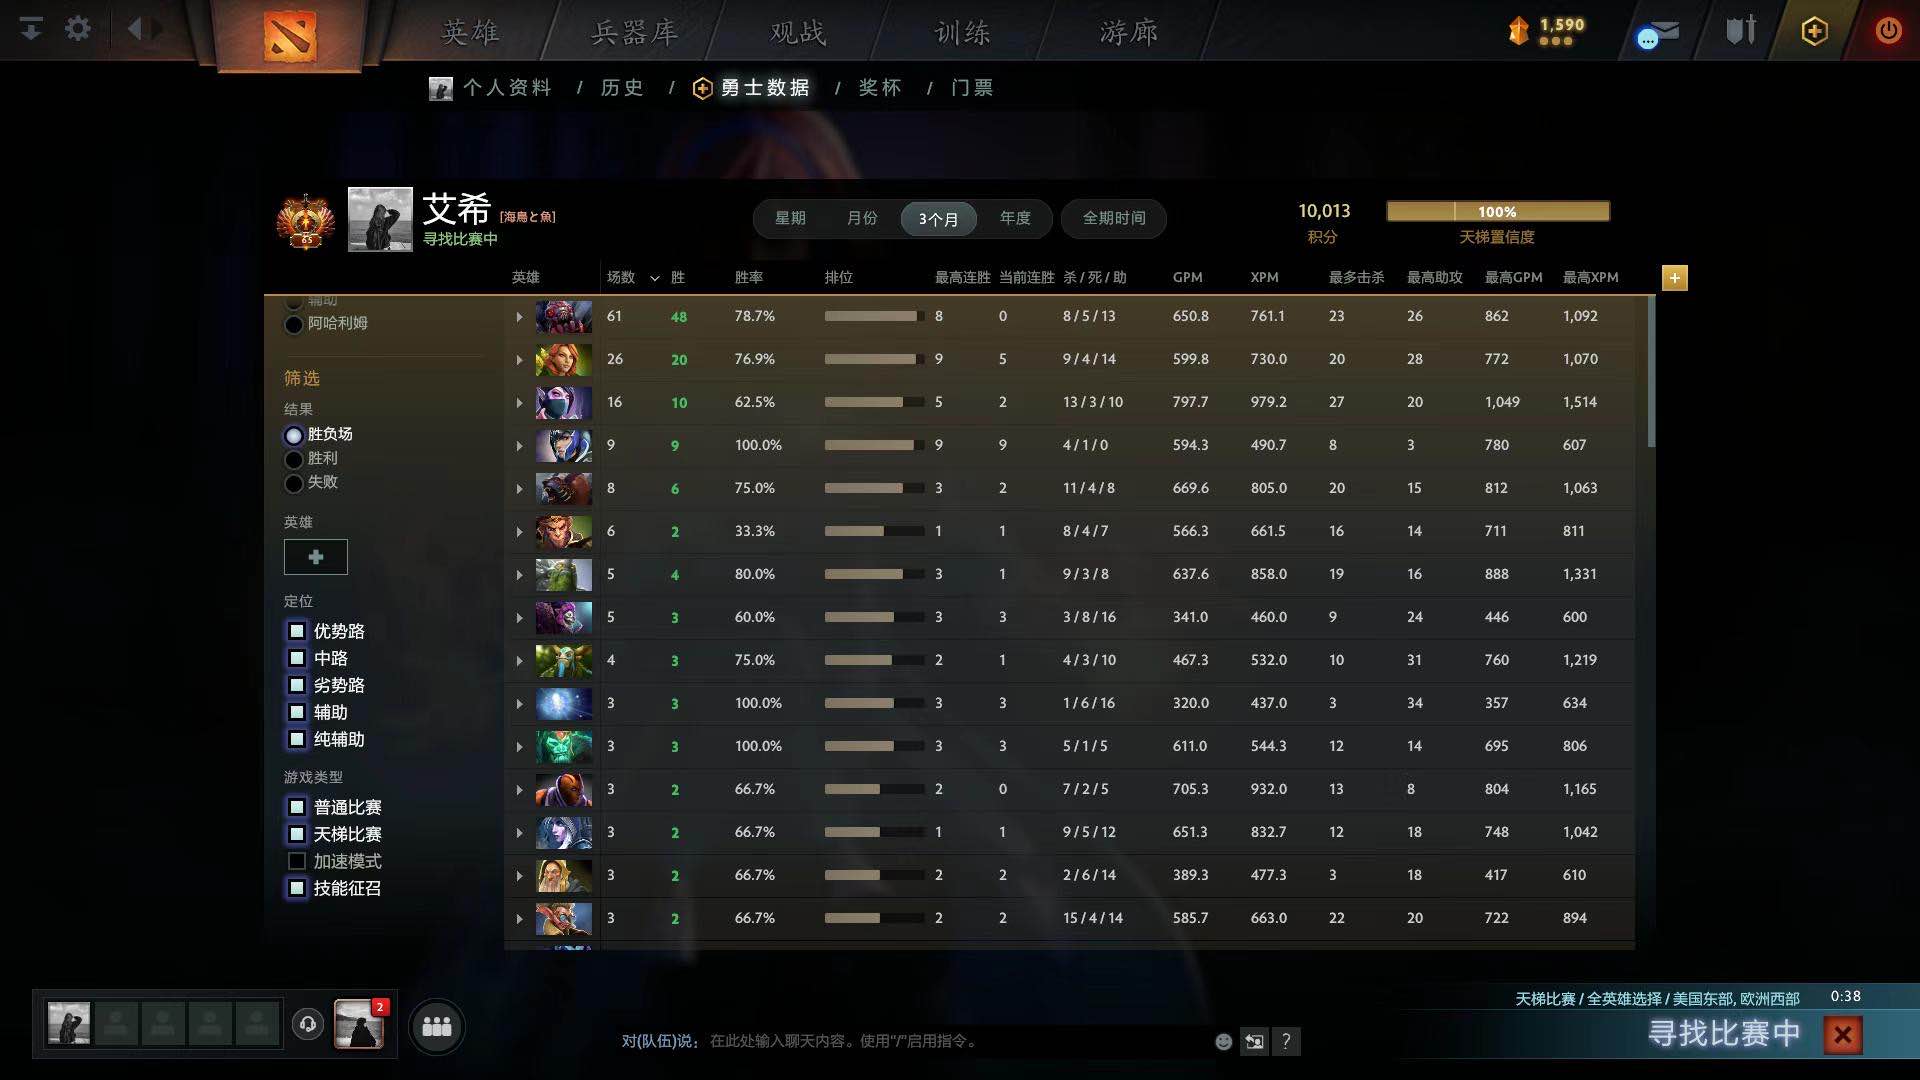 英雄 兵器库 观战 训练 游廊 1,590
个人资料 / 历史 / 勇士数据 / 奖杯 / 门票
艾希 [海鳥と魚]
寻找比赛中
65
星期 月份 3个月 年度 全期时间
10,013 100%
积分 天梯置信度
英雄 场数 胜 胜率 排位 最高连胜 当前连胜 杀 / 死 / 助 GPM XPM 最多击杀 最高助攻 最高GPM 最高XPM +
辅助
阿哈利姆
筛选
结果
胜负场
胜利
失败
英雄
定位
优势路
中路
劣势路
辅助
纯辅助
游戏类型
普通比赛
天梯比赛
加速模式
技能征召
61 48 78.7% 8 0 8 / 5 / 13 650.8 761.1 23 26 862 1,092
26 20 76.9% 9 5 9 / 4 / 14 599.8 730.0 20 28 772 1,070
16 10 62.5% 5 2 13 / 3 / 10 797.7 979.2 27 20 1,049 1,514
9 9 100.0% 9 9 4 / 1 / 0 594.3 490.7 8 3 780 607
8 6 75.0% 3 2 11 / 4 / 8 669.6 805.0 20 15 812 1,063
6 2 33.3% 1 1 8 / 4 / 7 566.3 661.5 16 14 711 811
5 4 80.0% 3 1 9 / 3 / 8 637.6 858.0 19 16 888 1,331
5 3 60.0% 3 3 3 / 8 / 16 341.0 460.0 9 24 446 600
4 3 75.0% 2 1 4 / 3 / 10 467.3 532.0 10 31 760 1,219
3 3 100.0% 3 3 1 / 6 / 16 320.0 437.0 3 34 357 634
3 3 100.0% 3 3 5 / 1 / 5 611.0 544.3 12 14 695 806
3 2 66.7% 2 0 7 / 2 / 5 705.3 932.0 13 8 804 1,165
3 2 66.7% 1 1 9 / 5 / 12 651.3 832.7 12 18 748 1,042
3 2 66.7% 2 2 2 / 6 / 14 389.3 477.3 3 18 417 610
3 2 66.7% 2 2 15 / 4 / 14 585.7 663.0 22 20 722 894
2
对(队伍)说： 在此处输入聊天内容。使用"/"启用指令。 ?
天梯比赛 / 全英雄选择 / 美国东部, 欧洲西部 0:38
寻找比赛中